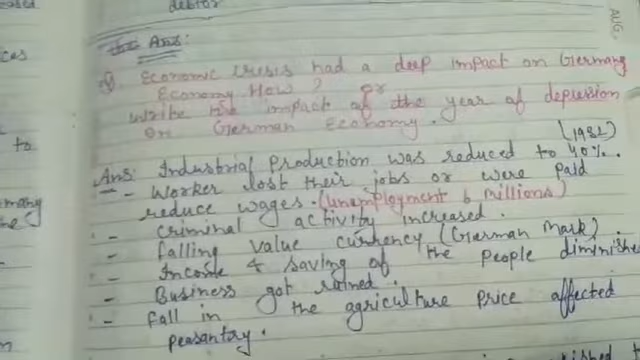 debtor
Ans:
Economic crisis had a deep impact on Germany
Economy How? or
write the impact of the year of depression
on German Economy.
(1932)
Ans: Industrial Production was reduced to 40%.
- Worker lost their jobs or were paid
reduce wages. (unemployment 6 millions)
- criminal activity increased.
- falling value currency (German Mark).
- Income & saving of the people diminished
- Business got ruined.
- fall in the agriculture price affected
peasantry.